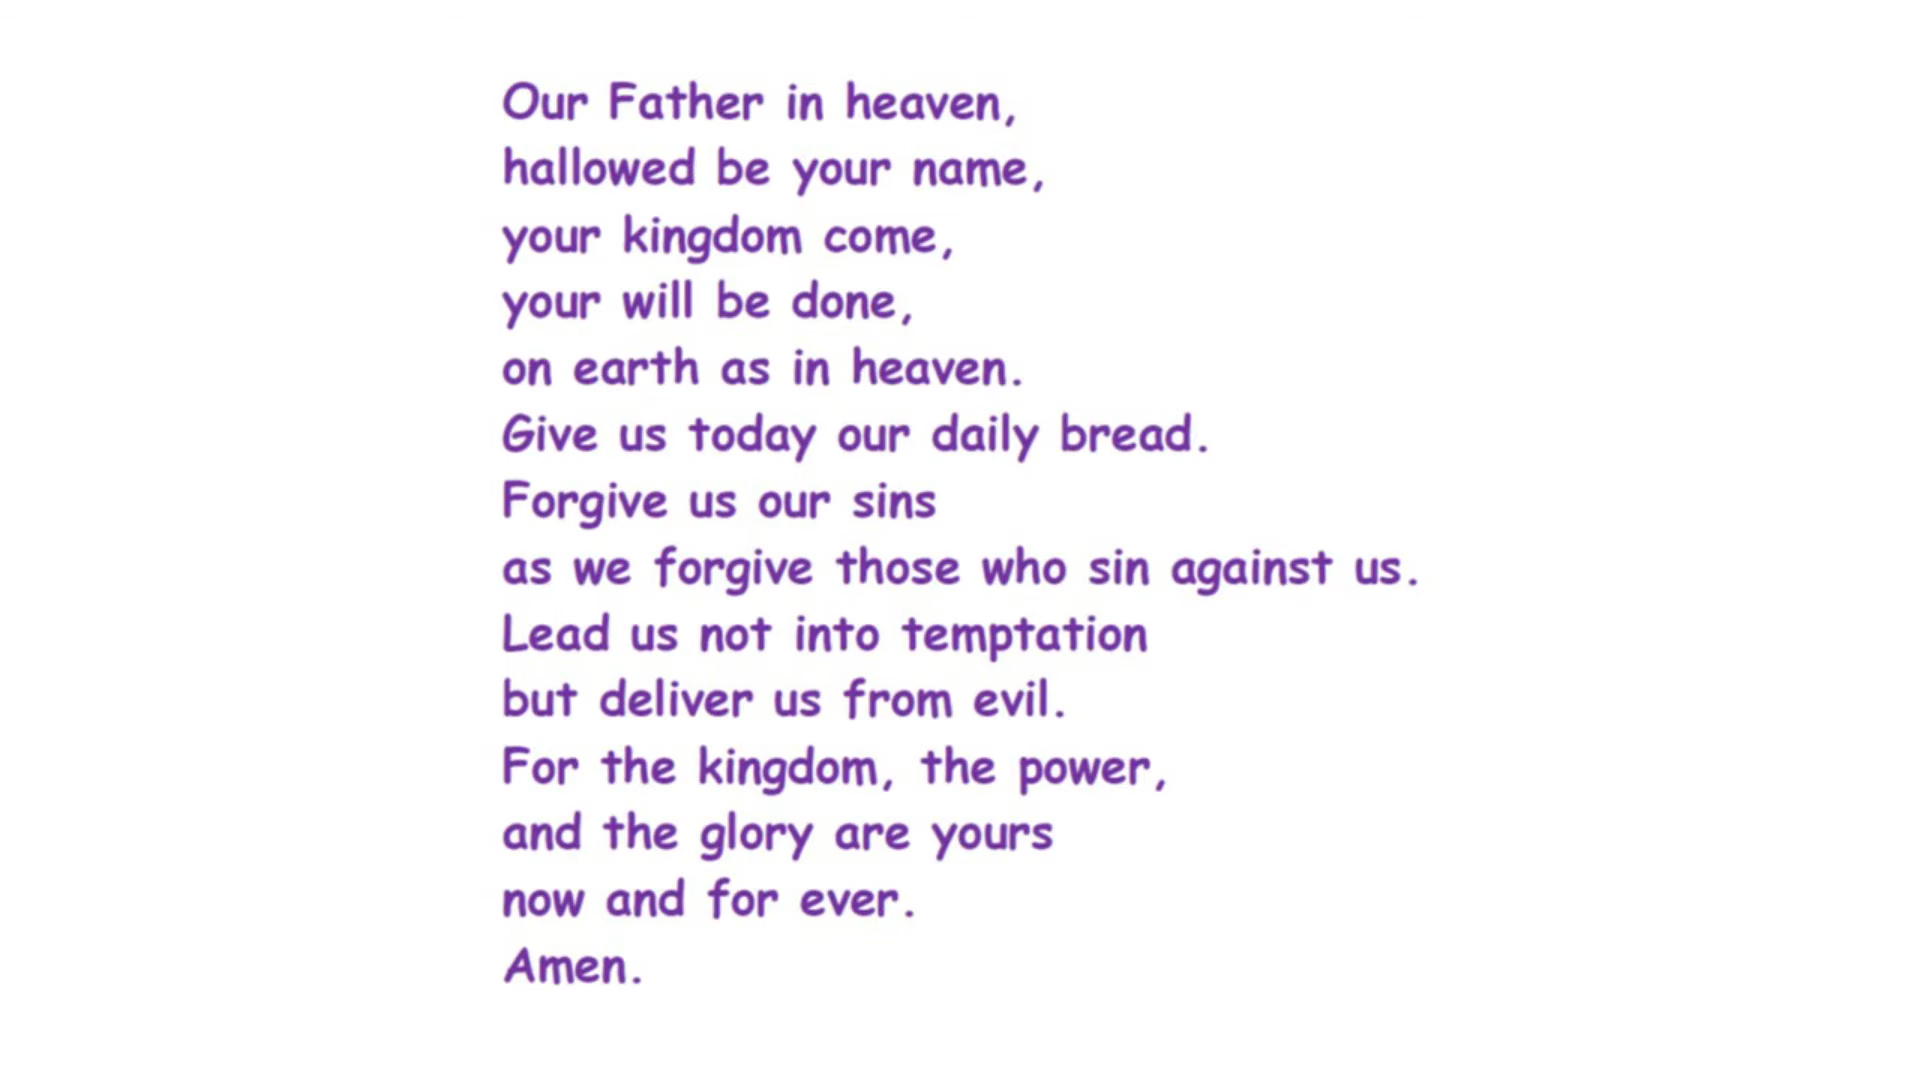 Our Father in heaven,
hallowed be your name,
your kingdom come,
your will be done,
on earth as in heaven.
Give us today our daily bread.
Forgive us our sins
as we forgive those who sin against us.
Lead us not into temptation
but deliver us from evil.
For the kingdom, the power,
and the glory are yours
now and for ever.
Amen.